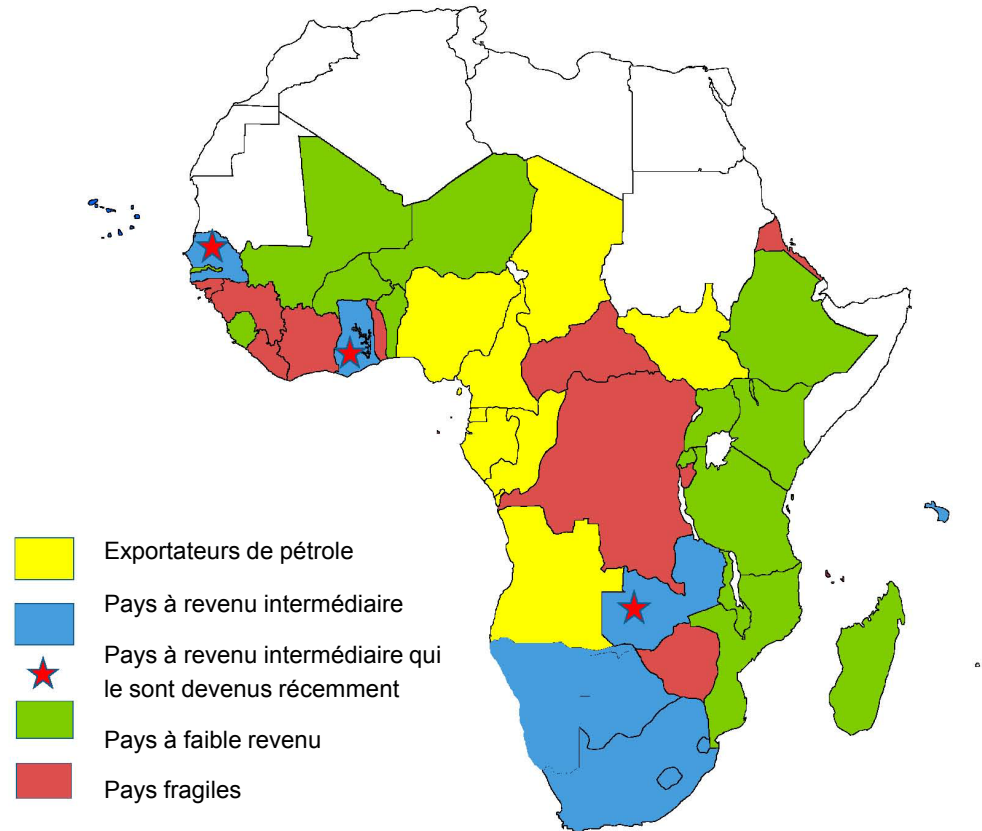 Exportateurs de pétrole
Pays à revenu intermédiaire
Pays à revenu intermédiaire qui
le sont devenus récemment
Pays à faible revenu
Pays fragiles